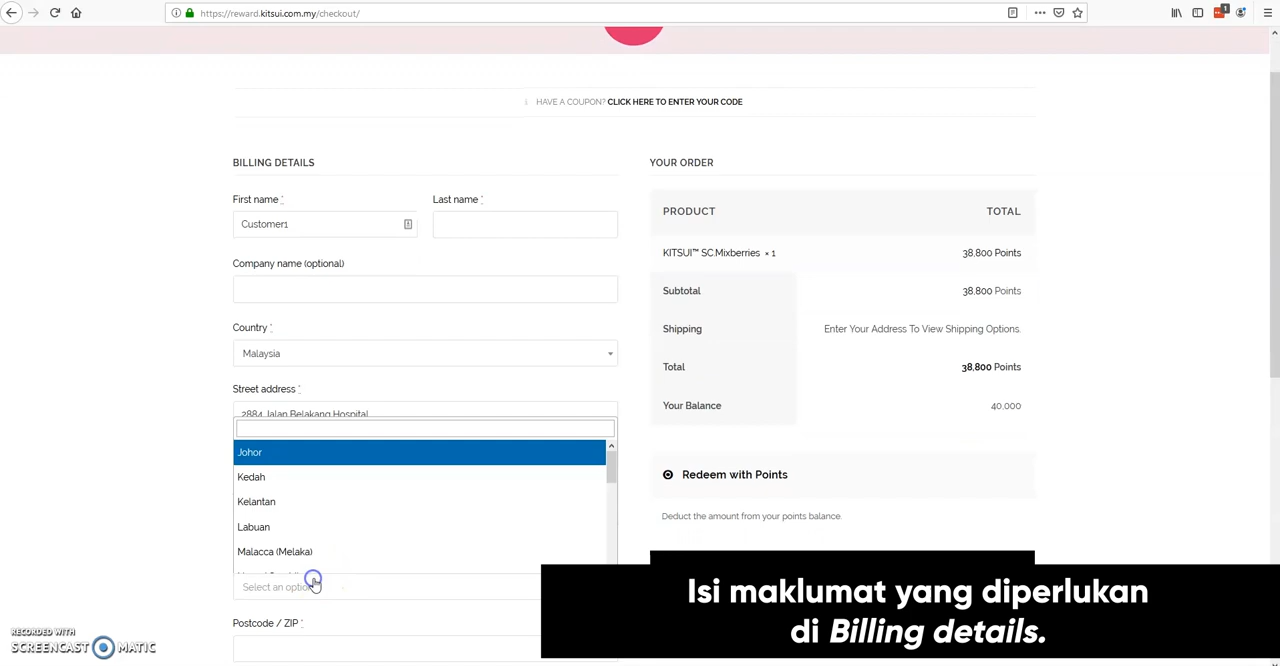 https://reward.kitsui.com.my/checkout/
1
HAVE A COUPON? CLICK HERE TO ENTER YOUR CODE
BILLING DETAILS
First name *
Last name *
Customer1
Company name (optional)
Country *
Malaysia
Street address *
2884 Jalan Belakang Hospital
Johor
Kedah
Kelantan
Labuan
Malacca (Melaka)
Select an option
Postcode / ZIP *
YOUR ORDER
PRODUCT TOTAL
KITSUI™ SC.Mixberries × 1 38,800 Points
Subtotal 38,800 Points
Shipping Enter Your Address To View Shipping Options.
Total 38,800 Points
Your Balance 40,000
Redeem with Points
Deduct the amount from your points balance.
Isi maklumat yang diperlukan
di Billing details.
RECORDED WITH
SCREENCAST MATIC